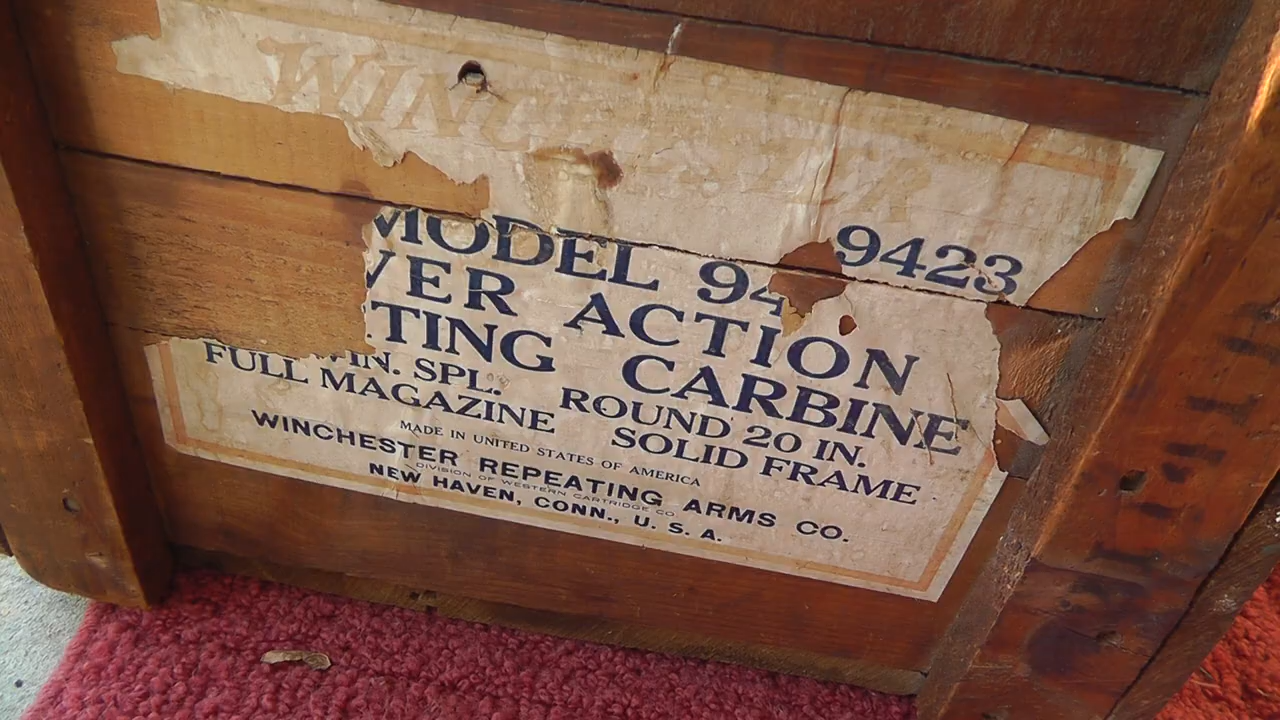 WINC
MODEL 94 9423
VER ACTION
TING CARBINE
WIN. SPL. ROUND 20 IN.
FULL MAGAZINE SOLID FRAME
MADE IN UNITED STATES OF AMERICA
WINCHESTER REPEATING ARMS CO.
DIVISION OF WESTERN CARTRIDGE CO.
NEW HAVEN, CONN., U. S. A.